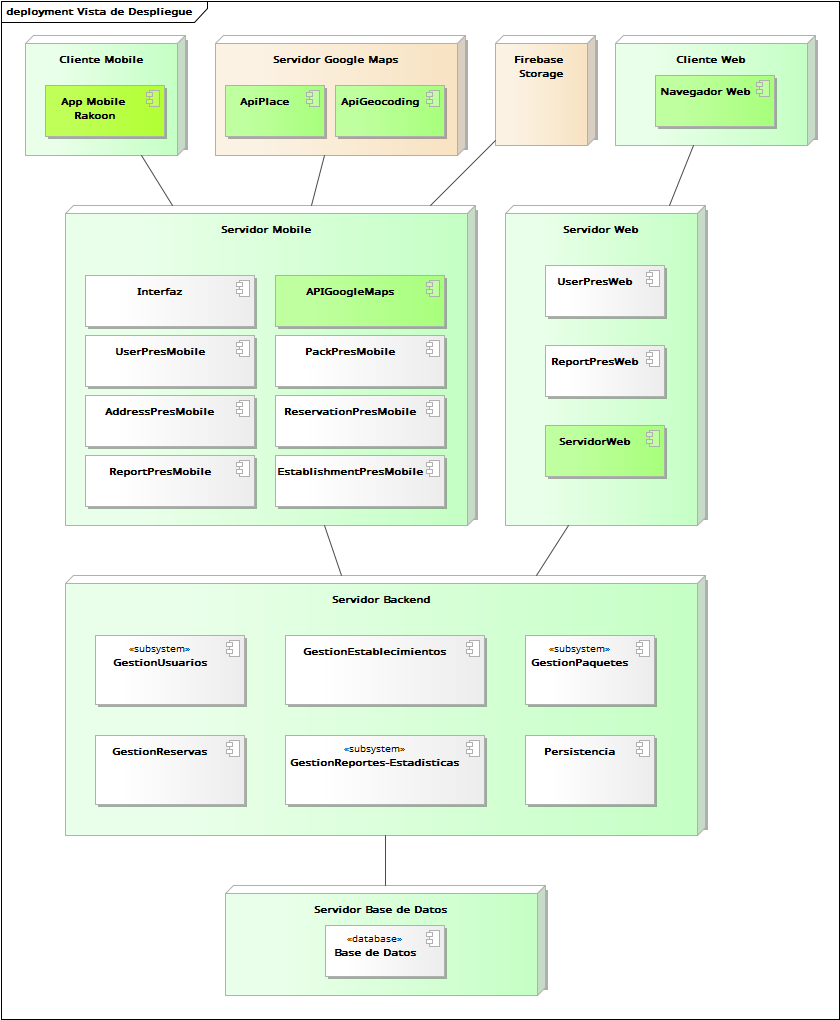 deployment Vista de Despliegue
Cliente Mobile
App Mobile
Rakoon
Servidor Google Maps
ApiPlace
ApiGeocoding
Firebase
Storage
Cliente Web
Navegador Web
Servidor Mobile
Interfaz
APIGoogleMaps
UserPresMobile
PackPresMobile
AddressPresMobile
ReservationPresMobile
ReportPresMobile
EstablishmentPresMobile
Servidor Web
UserPresWeb
ReportPresWeb
ServidorWeb
Servidor Backend
«subsystem»
GestionUsuarios
GestionEstablecimientos
«subsystem»
GestionPaquetes
GestionReservas
«subsystem»
GestionReportes-Estadisticas
Persistencia
Servidor Base de Datos
«database»
Base de Datos